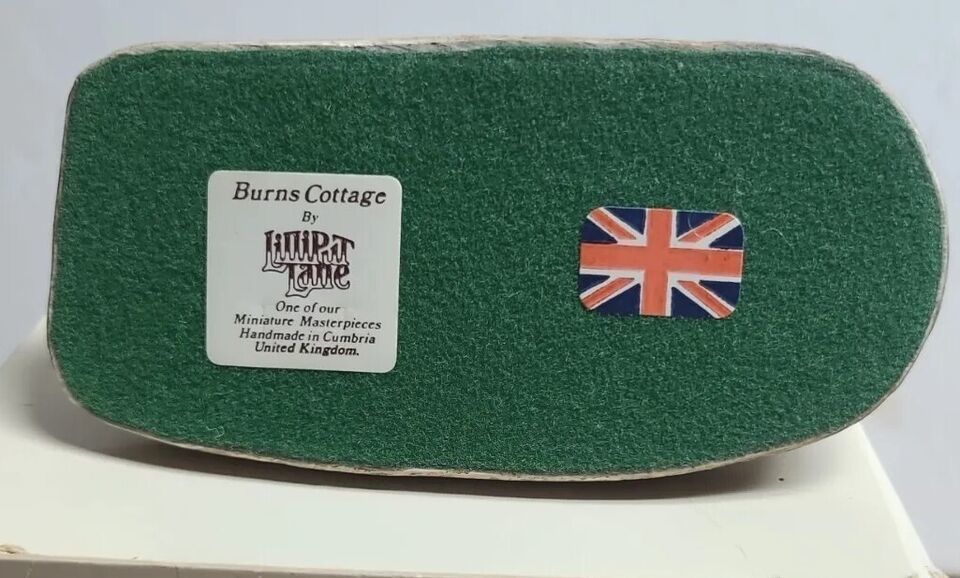 Burns Cottage
By
Lilliput
Lane
One of our
Miniature Masterpieces
Handmade in Cumbria
United Kingdom.